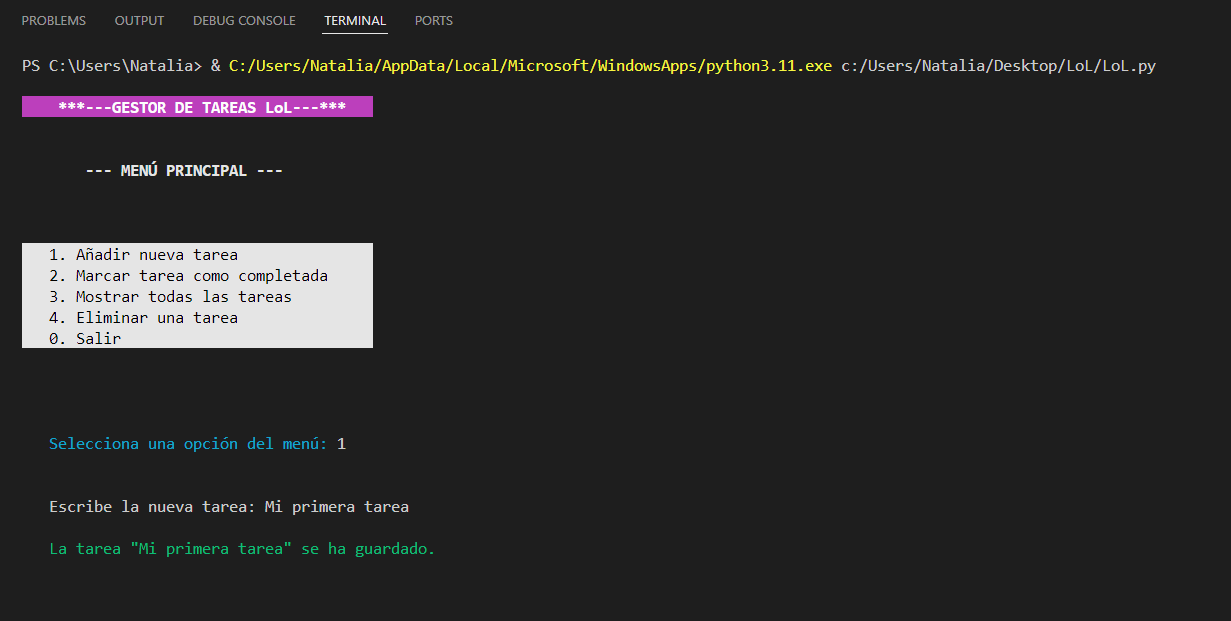 PROBLEMS OUTPUT DEBUG CONSOLE TERMINAL PORTS
PS C:\Users\Natalia> & C:/Users/Natalia/AppData/Local/Microsoft/WindowsApps/python3.11.exe c:/Users/Natalia/Desktop/LoL/LoL.py
***---GESTOR DE TAREAS LoL---***
--- MENÚ PRINCIPAL ---
1. Añadir nueva tarea
2. Marcar tarea como completada
3. Mostrar todas las tareas
4. Eliminar una tarea
0. Salir
Selecciona una opción del menú: 1
Escribe la nueva tarea: Mi primera tarea
La tarea "Mi primera tarea" se ha guardado.